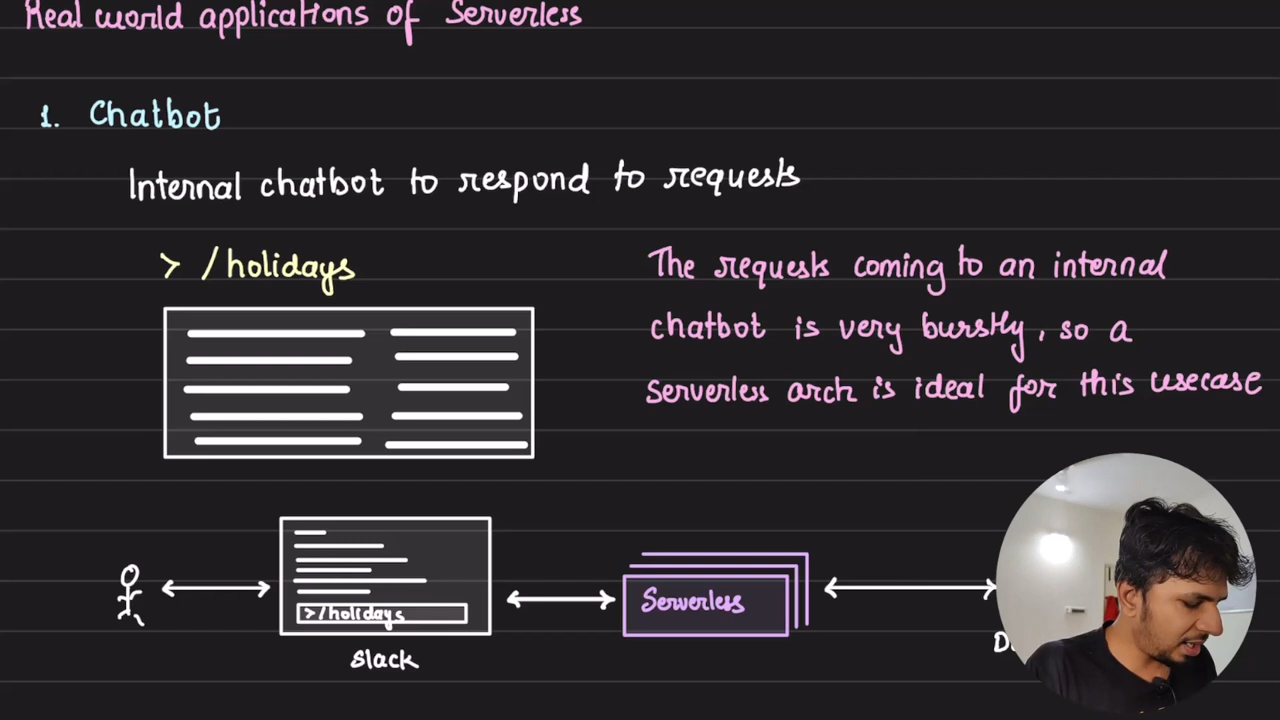 Real world applications of Serverless
1. Chatbot
Internal chatbot to respond to requests
> /holidays
The requests coming to an internal
chatbot is very burstly, so a
serverless arch is ideal for this usecase
>/holidays
Serverless
Slack